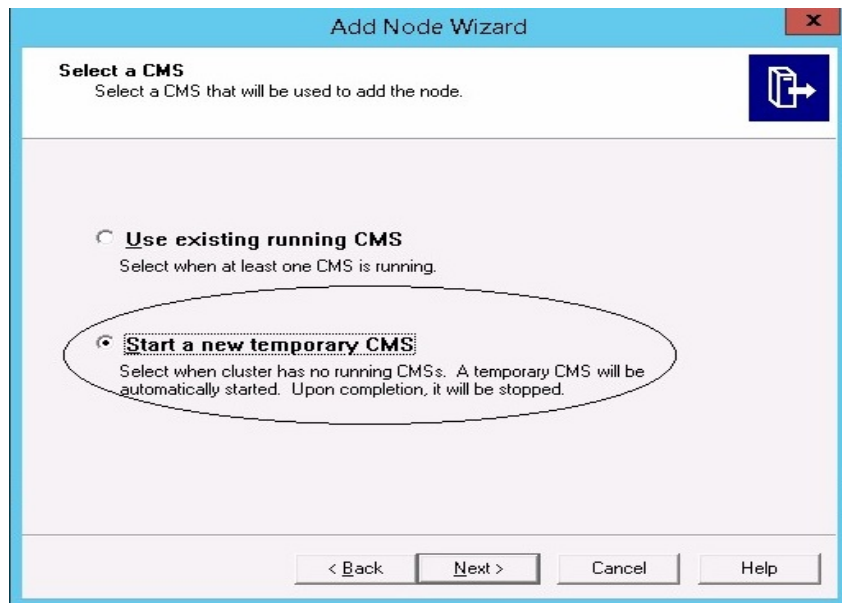 Add Node Wizard
x
Select a CMS
Select a CMS that will be used to add the node.
Use existing running CMS
Select when at least one CMS is running.
Start a new temporary CMS
Select when cluster has no running CMSs. A temporary CMS will be
automatically started. Upon completion, it will be stopped.
< Back
Next >
Cancel
Help